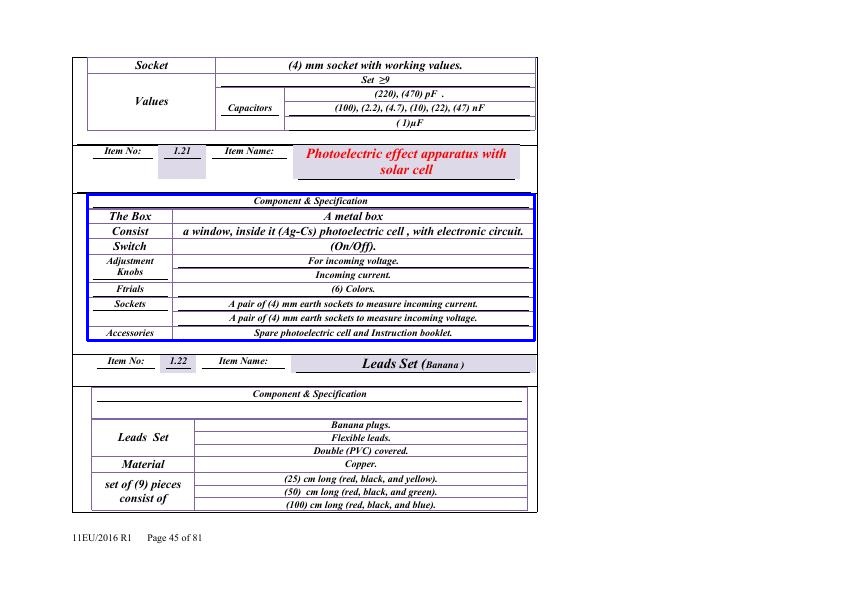 Socket (4) mm socket with working values.
Values Set ≥9
Capacitors (220), (470) pF .
(100), (2.2), (4.7), (10), (22), (47) nF
( 1)µF
Item No: 1.21 Item Name: Photoelectric effect apparatus with
solar cell
Component & Specification
The Box A metal box
Consist a window, inside it (Ag-Cs) photoelectric cell , with electronic circuit.
Switch (On/Off).
Adjustment
Knobs
For incoming voltage.
Incoming current.
Ftrials (6) Colors.
Sockets A pair of (4) mm earth sockets to measure incoming current.
A pair of (4) mm earth sockets to measure incoming voltage.
Accessories Spare photoelectric cell and Instruction booklet.
Item No: 1.22 Item Name: Leads Set (Banana )
Component & Specification
Leads Set
Banana plugs.
Flexible leads.
Double (PVC) covered.
Material Copper.
set of (9) pieces
consist of
(25) cm long (red, black, and yellow).
(50) cm long (red, black, and green).
(100) cm long (red, black, and blue).
11EU/2016 R1 Page 45 of 81